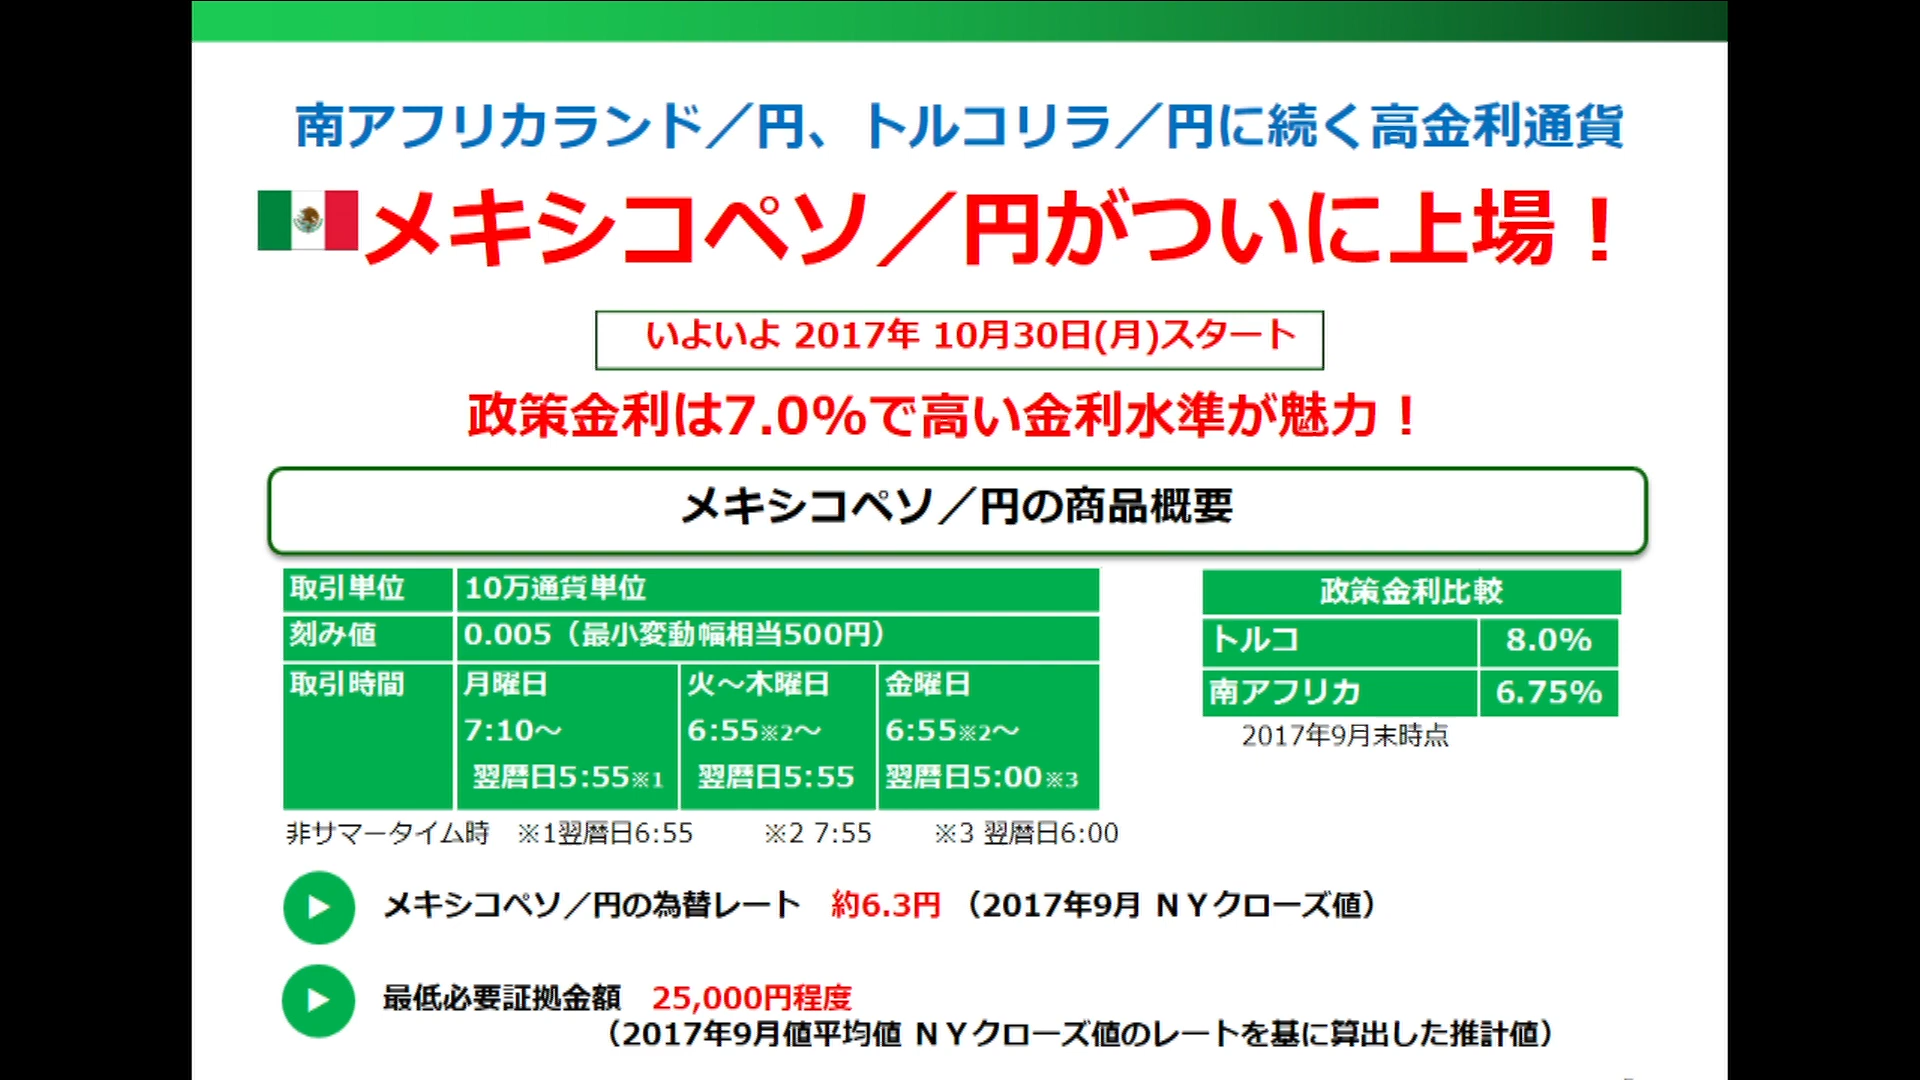 南アフリカランド／円、トルコリラ／円に続く高金利通貨
メキシコペソ／円がついに上場！
いよいよ 2017年 10月30日(月)スタート
政策金利は7.0%で高い金利水準が魅力！
メキシコペソ／円の商品概要
取引単位 10万通貨単位
刻み値 0.005（最小変動幅相当500円）
取引時間 月曜日 火～木曜日 金曜日
7:10～ 6:55※2～ 6:55※2～
翌暦日5:55※1 翌暦日5:55 翌暦日5:00※3
非サマータイム時 ※1翌暦日6:55 ※2 7:55 ※3 翌暦日6:00
政策金利比較
トルコ 8.0%
南アフリカ 6.75%
2017年9月末時点
メキシコペソ／円の為替レート 約6.3円 （2017年9月 ＮＹクローズ値）
最低必要証拠金額 25,000円程度
（2017年9月値平均値 ＮＹクローズ値のレートを基に算出した推計値）